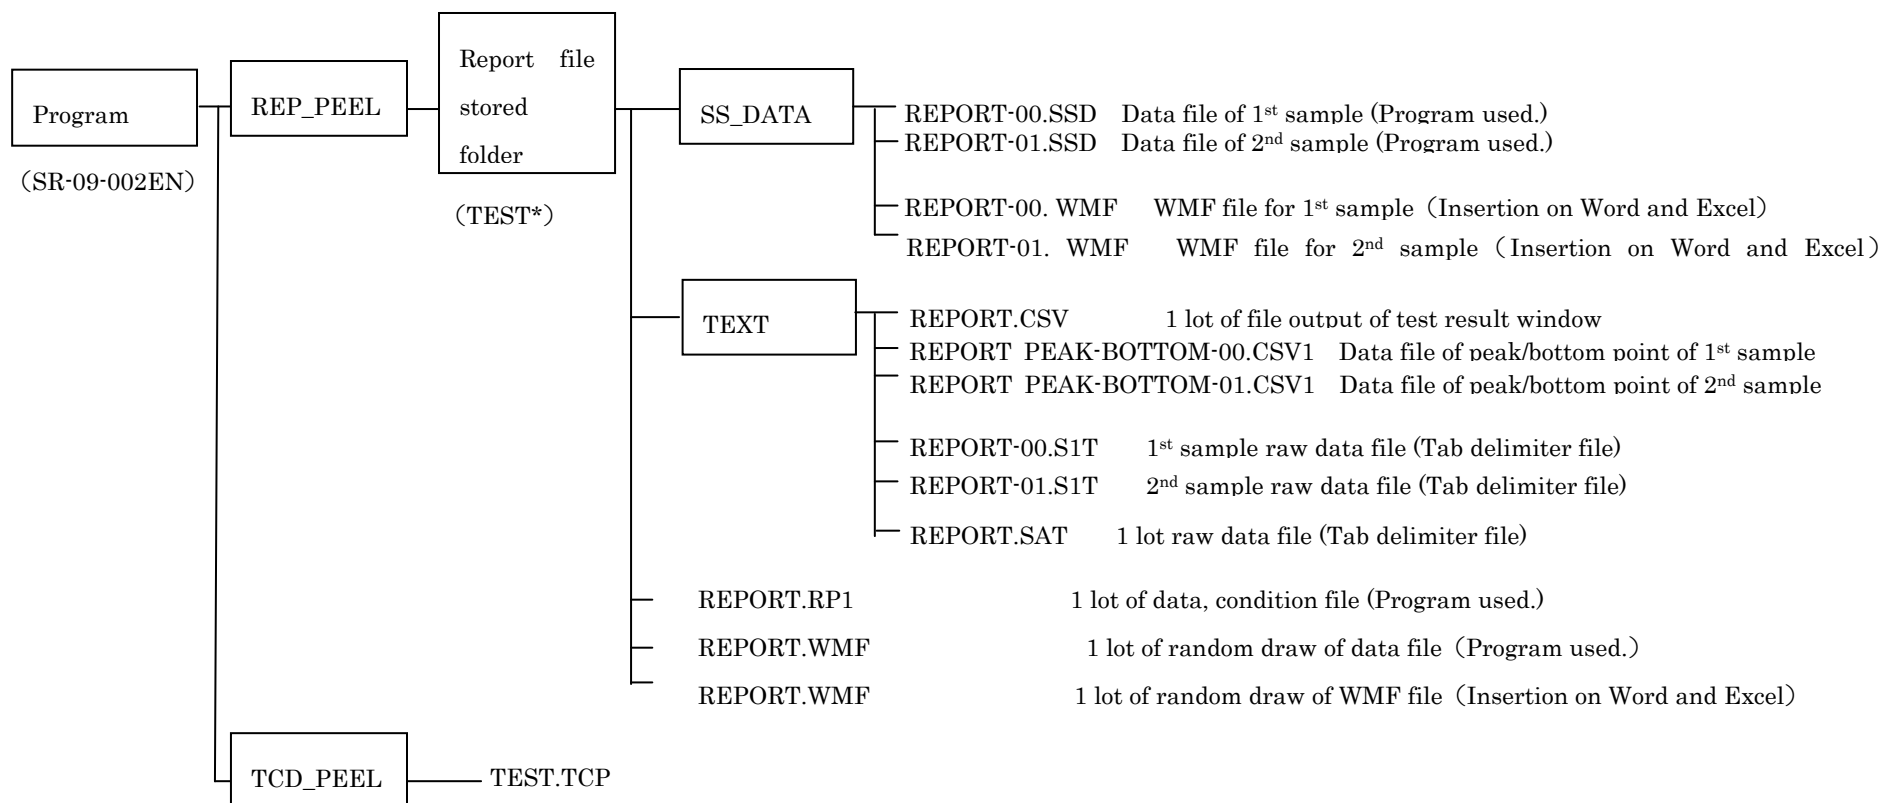 Program
（SR-09-002EN）
REP_PEEL
Report file
stored
folder
（TEST*）
SS_DATA
REPORT-00.SSD Data file of 1st sample (Program used.)
REPORT-01.SSD Data file of 2nd sample (Program used.)
REPORT-00. WMF WMF file for 1st sample（Insertion on Word and Excel）
REPORT-01. WMF WMF file for 2nd sample（Insertion on Word and Excel）
TEXT
REPORT.CSV 1 lot of file output of test result window
REPORT PEAK-BOTTOM-00.CSV1 Data file of peak/bottom point of 1st sample
REPORT PEAK-BOTTOM-01.CSV1 Data file of peak/bottom point of 2nd sample
REPORT-00.S1T 1st sample raw data file (Tab delimiter file)
REPORT-01.S1T 2nd sample raw data file (Tab delimiter file)
REPORT.SAT 1 lot raw data file (Tab delimiter file)
REPORT.RP1 1 lot of data, condition file (Program used.)
REPORT.WMF 1 lot of random draw of data file（Program used.）
REPORT.WMF 1 lot of random draw of WMF file（Insertion on Word and Excel）
TCD_PEEL
TEST.TCP